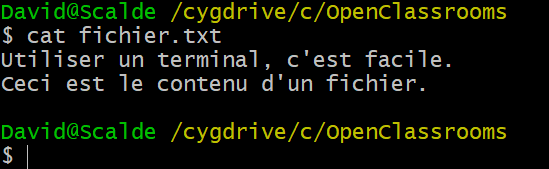 David@Scalde /cygdrive/c/OpenClassrooms
$ cat fichier.txt
Utiliser un terminal, c'est facile.
Ceci est le contenu d'un fichier.
David@Scalde /cygdrive/c/OpenClassrooms
$